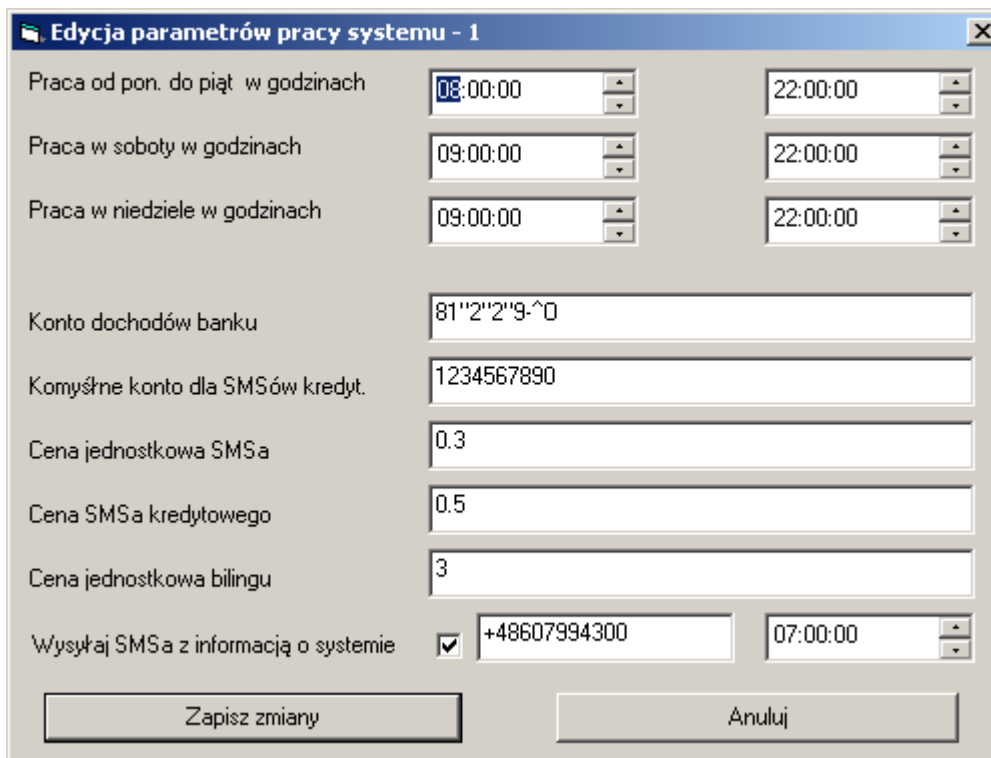 Edycja parametrów pracy systemu - 1
Praca od pon. do piąt w godzinach 08:00:00 22:00:00
Praca w soboty w godzinach 09:00:00 22:00:00
Praca w niedziele w godzinach 09:00:00 22:00:00
Konto dochodów banku 81"2"2"9-^O
Komyśrne konto dla SMSów kredyt. 1234567890
Cena jednostkowa SMSa 0.3
Cena SMSa kredytowego 0.5
Cena jednostkowa bilingu 3
Wysyłaj SMSa z informacją o systemie +48607994300 07:00:00
Zapisz zmiany Anuluj